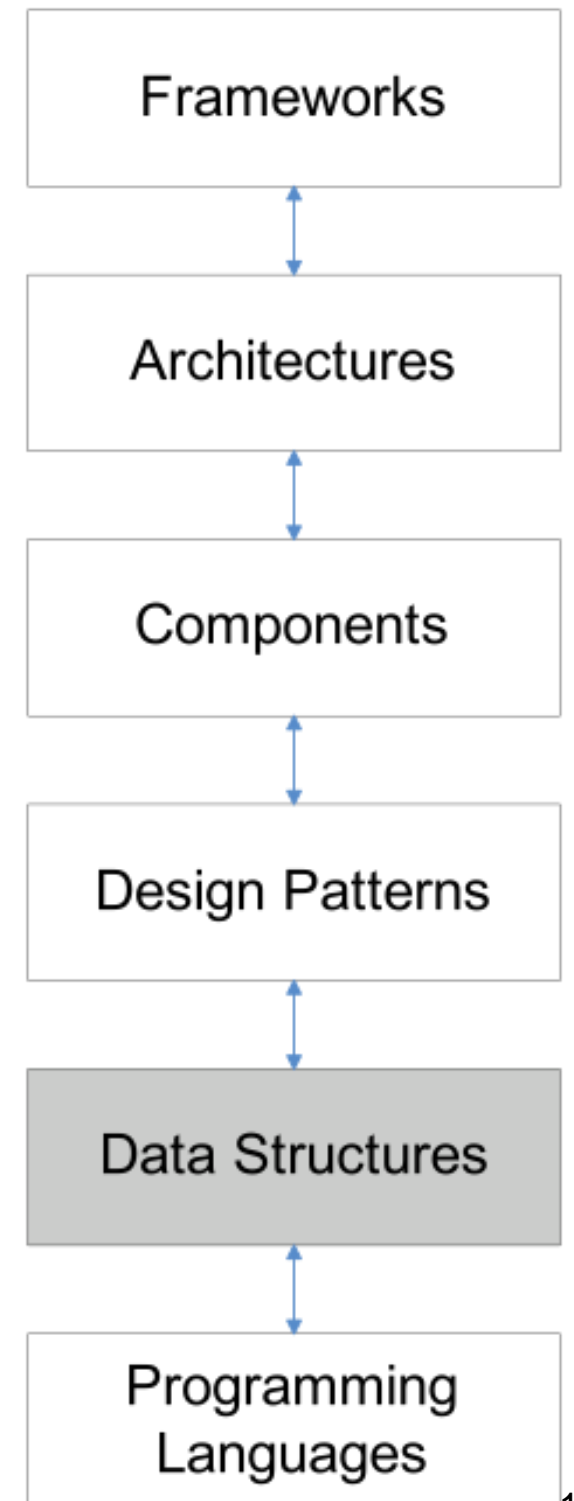 Frameworks
Architectures
Components
Design Patterns
Data Structures
Programming
Languages